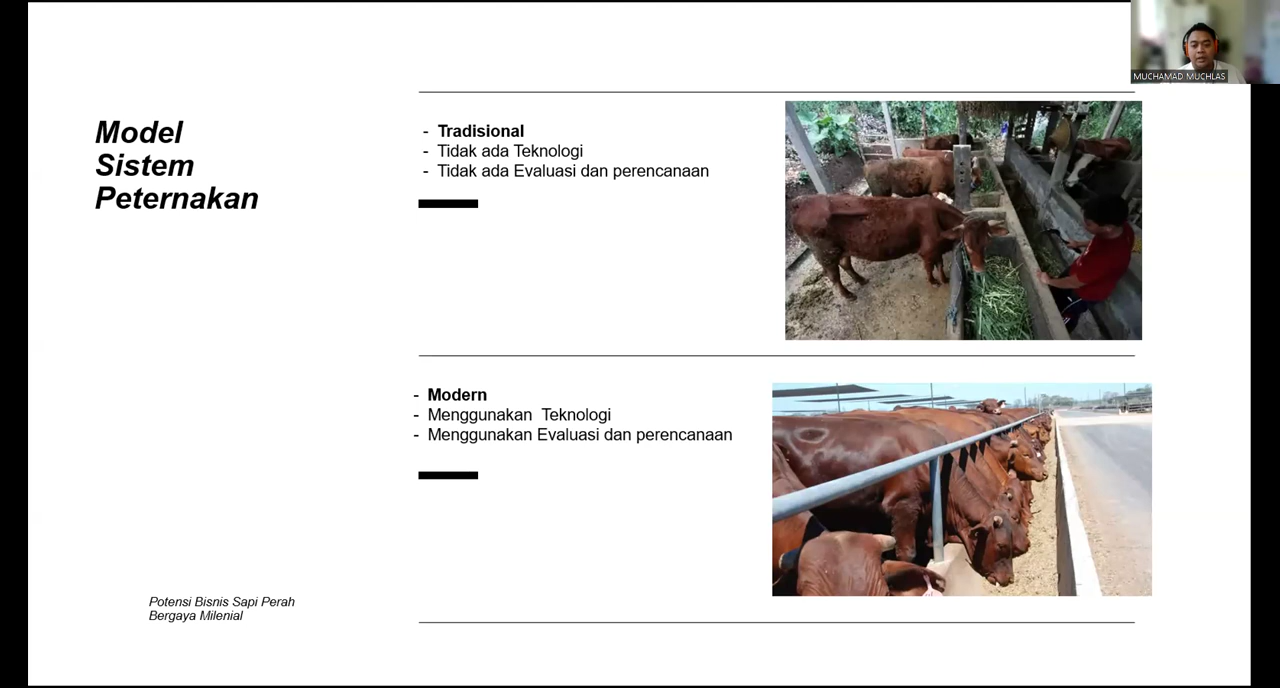 MUCHAMAD MUCHLAS
Model
Sistem
Peternakan
- Tradisional
- Tidak ada Teknologi
- Tidak ada Evaluasi dan perencanaan
- Modern
- Menggunakan Teknologi
- Menggunakan Evaluasi dan perencanaan
Potensi Bisnis Sapi Perah
Bergaya Milenial